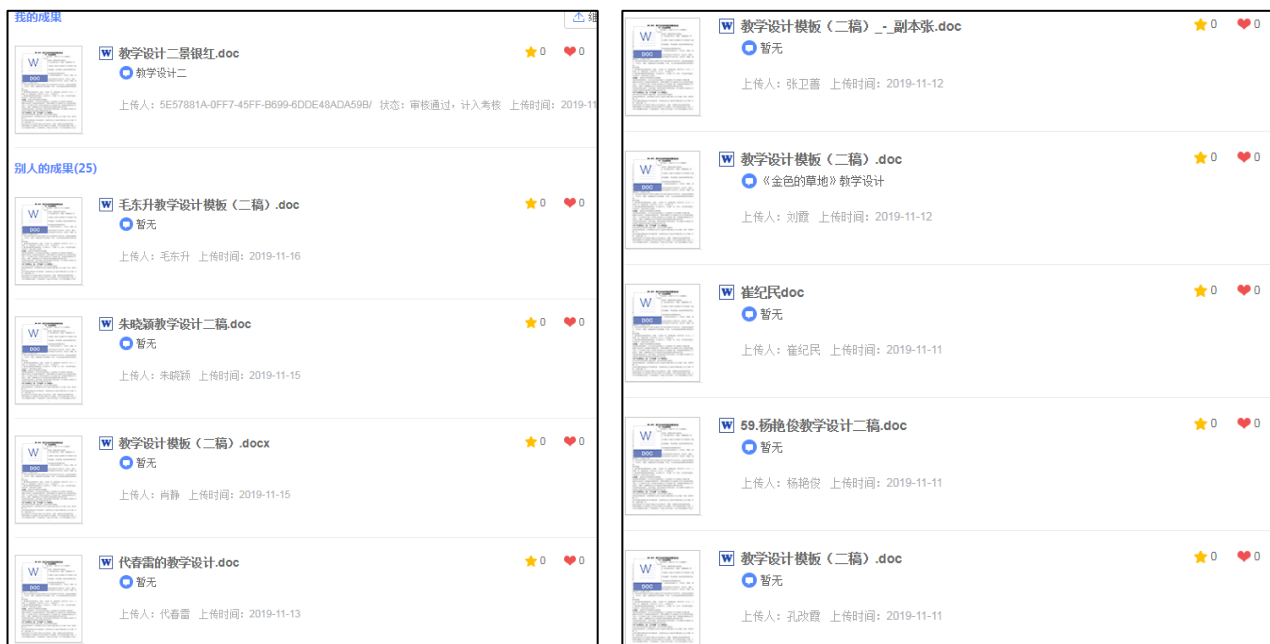 我的成果
教学设计二景银红.doc
0 0
教学设计二
上传人：5E57881A-0FF7-45FF-B699-6DDE48ADA59B/ 状态：审核通过，计入考核 上传时间：2019-11
别人的成果(25)
毛东升教学设计模板（二稿）.doc
0 0
暂无
上传人：毛东升 上传时间：2019-11-16
朱晓颖教学设计二稿.doc
0 0
暂无
上传人：朱晓颖 上传时间：2019-11-15
教学设计模板（二稿）.docx
0 0
暂无
上传人：肖静 上传时间：2019-11-15
代春雷的教学设计.doc
0 0
暂无
上传人：代春雷 上传时间：2019-11-13
教学设计模板（二稿）_-_副本张.doc
0 0
暂无
上传人：张卫蔷 上传时间：2019-11-12
教学设计模板（二稿）.doc
0 0
《金色的草地》教学设计
上传人：刘霞 上传时间：2019-11-12
崔纪民doc
0 0
暂无
上传人：崔纪民 上传时间：2019-11-11
59.杨艳俊教学设计二稿.doc
0 0
暂无
上传人：杨艳俊 上传时间：2019-11-11
教学设计模板（二稿）.doc
0 0
暂无
上传人：孔改霞 上传时间：2019-11-11